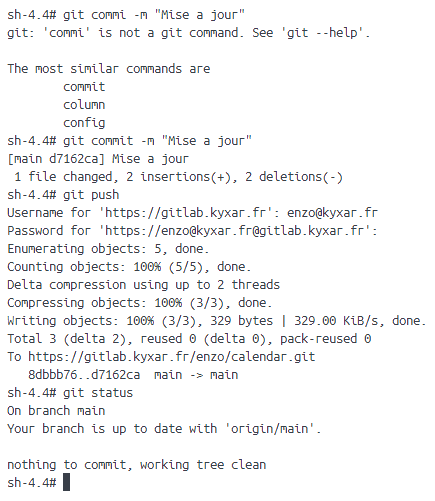 sh-4.4# git commi -m "Mise a jour"
git: 'commi' is not a git command. See 'git --help'.

The most similar commands are
        commit
        column
        config
sh-4.4# git commit -m "Mise a jour"
[main d7162ca] Mise a jour
 1 file changed, 2 insertions(+), 2 deletions(-)
sh-4.4# git push
Username for 'https://gitlab.kyxar.fr': enzo@kyxar.fr
Password for 'https://enzo@kyxar.fr@gitlab.kyxar.fr':
Enumerating objects: 5, done.
Counting objects: 100% (5/5), done.
Delta compression using up to 2 threads
Compressing objects: 100% (3/3), done.
Writing objects: 100% (3/3), 329 bytes | 329.00 KiB/s, done.
Total 3 (delta 2), reused 0 (delta 0), pack-reused 0
To https://gitlab.kyxar.fr/enzo/calendar.git
   8dbbb76..d7162ca  main -> main
sh-4.4# git status
On branch main
Your branch is up to date with 'origin/main'.

nothing to commit, working tree clean
sh-4.4#